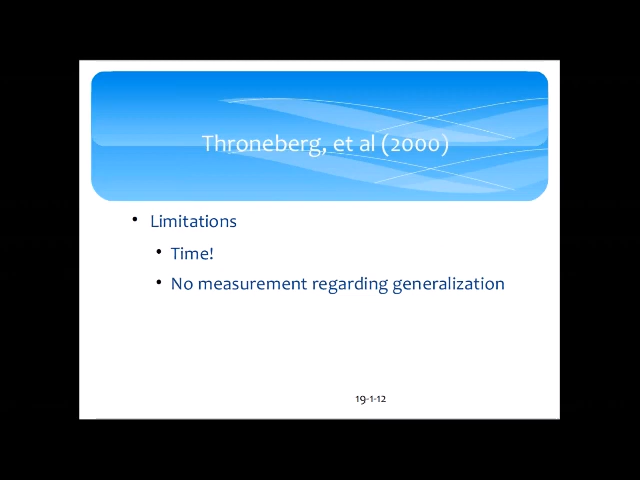 Throneberg, et al (2000)
• Limitations
• Time!
• No measurement regarding generalization
19-1-12